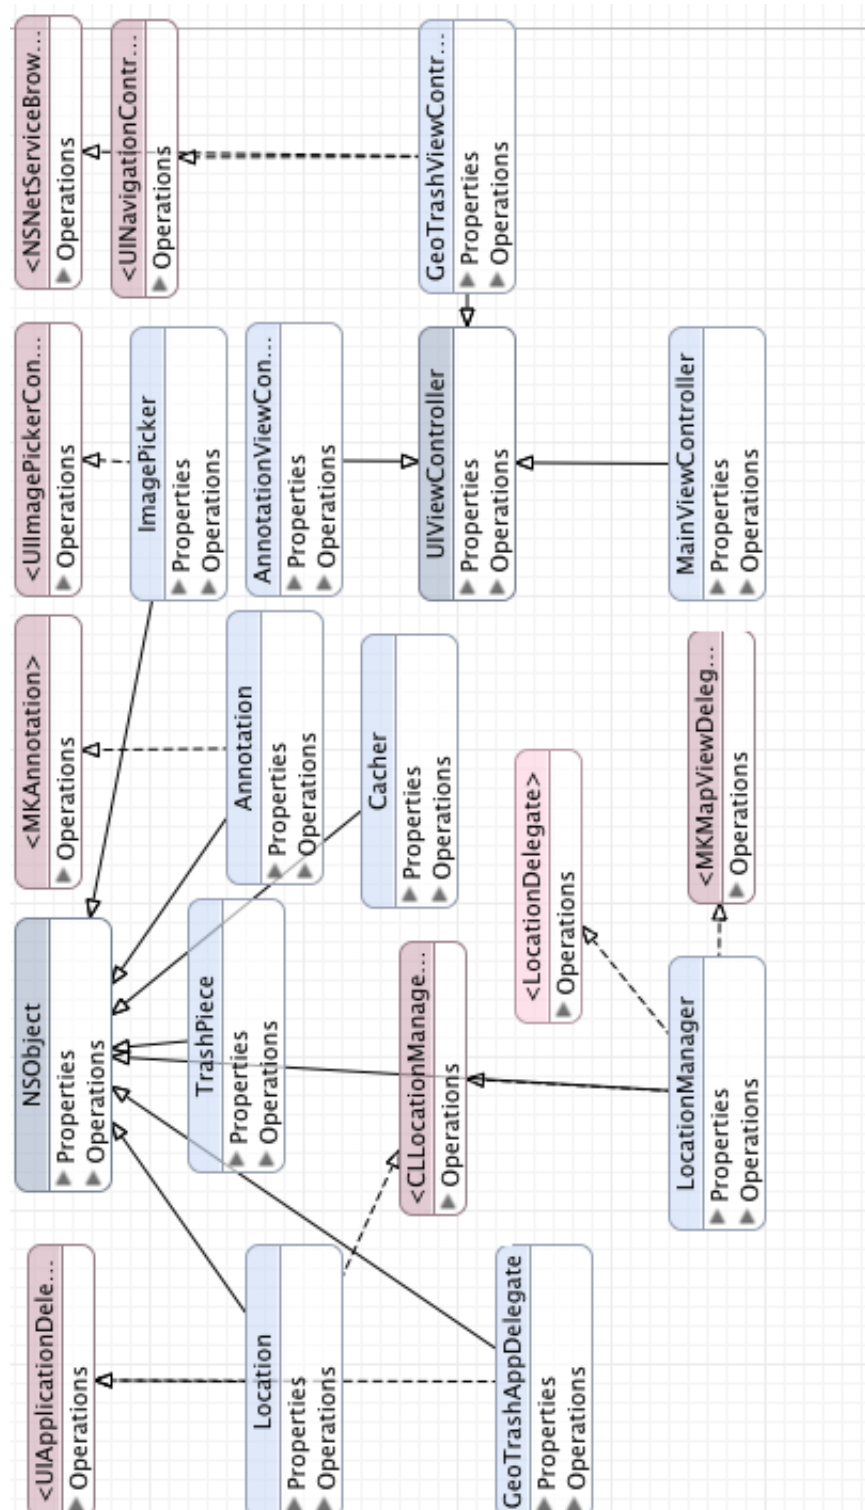 <UIApplicationDele...
Operations
NSObject
Properties
Operations
<MKAnnotation>
Operations
<UIImagePickerCon...
Operations
<NSNetServiceBrow...
Operations
<UINavigationContr...
Operations
ImagePicker
Properties
Operations
TrashPiece
Properties
Operations
Annotation
Properties
Operations
Location
Properties
Operations
AnnotationViewCon...
Properties
Operations
Cacher
Properties
Operations
<CLLocationManage...
Operations
UIViewController
Properties
Operations
GeoTrashViewContr...
Properties
Operations
GeoTrashAppDelegate
Properties
Operations
<LocationDelegate>
Operations
LocationManager
Properties
Operations
<MKMapViewDeleg...
Operations
MainViewController
Properties
Operations